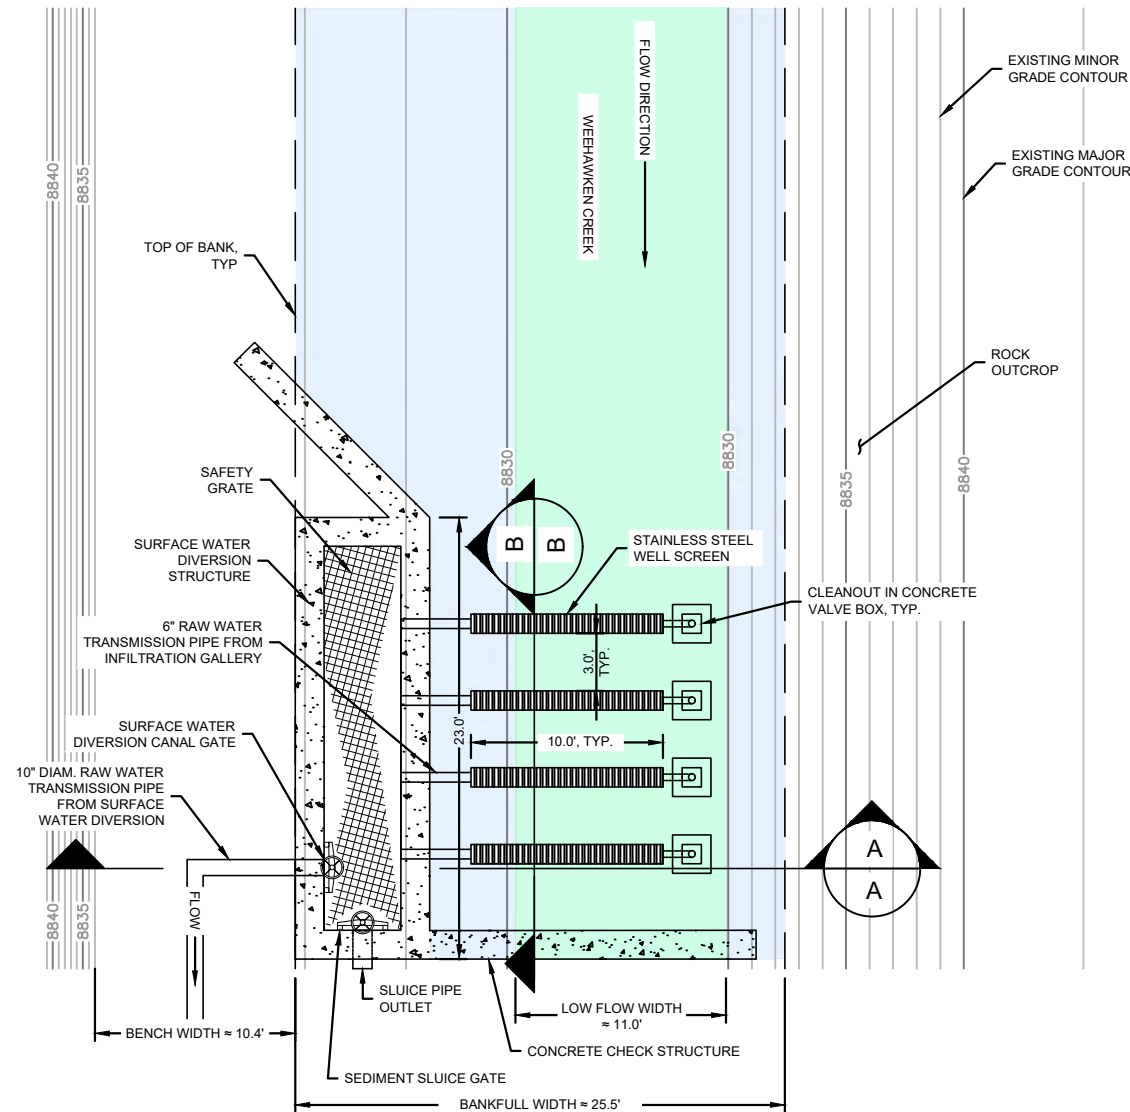 EXISTING MINOR
GRADE CONTOUR
FLOW DIRECTION
WEEHAWKEN CREEK
EXISTING MAJOR
GRADE CONTOUR
8840
8835
TOP OF BANK,
TYP
ROCK
OUTCROP
8830
8830
8835
8840
SAFETY
GRATE
SURFACE WATER
DIVERSION
STRUCTURE
B
B
STAINLESS STEEL
WELL SCREEN
CLEANOUT IN CONCRETE
VALVE BOX, TYP.
6" RAW WATER
TRANSMISSION PIPE FROM
INFILTRATION GALLERY
3.0',
TYP.
23.0'
10.0', TYP.
SURFACE WATER
DIVERSION CANAL GATE
10" DIAM. RAW WATER
TRANSMISSION PIPE
FROM SURFACE
WATER DIVERSION
A
A
8840
8835
FLOW
SLUICE PIPE
OUTLET
LOW FLOW WIDTH
≈ 11.0'
BENCH WIDTH ≈ 10.4'
CONCRETE CHECK STRUCTURE
SEDIMENT SLUICE GATE
BANKFULL WIDTH ≈ 25.5'